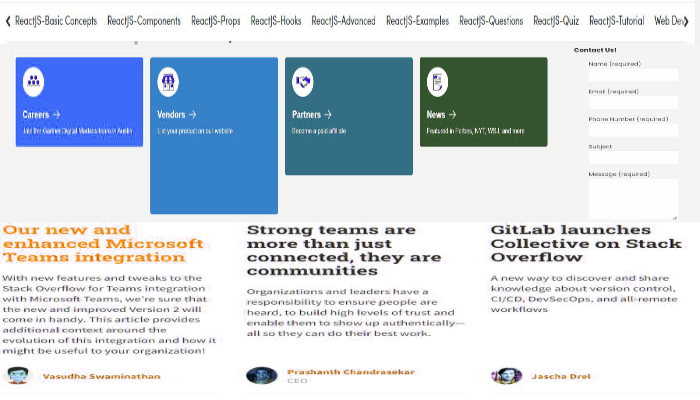 ReactJS-Basic Concepts ReactJS-Components ReactJS-Props ReactJS-Hooks ReactJS-Advanced ReactJS-Examples ReactJS-Questions ReactJS-Quiz ReactJS-Tutorial Web Dev
Contact Us!
Name (required)
Email (required)
Phone Number (required)
Subject
Message (required)
Careers →
Join the Gartner Digital Markets team in Austin
Vendors →
List your product on our website
Partners →
Become a paid affiliate
News →
Featured in Forbes, NYT, WSJ, and more
Our new and
enhanced Microsoft
Teams integration
With new features and tweaks to the
Stack Overflow for Teams integration
with Microsoft Teams, we're sure that
the new and improved Version 2 will
come in handy. This article provides
additional context around the
evolution of this integration and how it
might be useful to your organization!
Vasudha Swaminathan
Strong teams are
more than just
connected, they are
communities
Organizations and leaders have a
responsibility to ensure people are
heard, to build high levels of trust and
enable them to show up authentically—
all so they can do their best work.
Prashanth Chandrasekar
CEO
GitLab launches
Collective on Stack
Overflow
A new way to discover and share
knowledge about version control,
CI/CD, DevSecOps, and all-remote
workflows
Jascha Drel